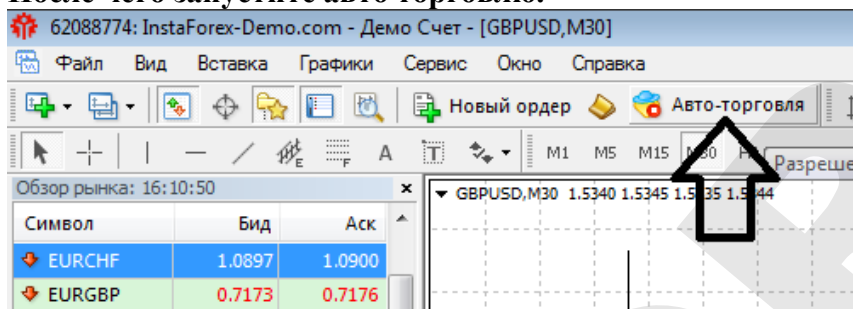 После чего запустите авто-торговлю.
62088774: InstaForex-Demo.com - Демо Счет - [GBPUSD,M30]
Файл Вид Вставка Графики Сервис Окно Справка
Новый ордер Авто-торговля
E F A T M1 M5 M15 M30
Разреше
Обзор рынка: 16:10:50 x
GBPUSD,M30 1.5340 1.5345
Символ Бид Аск
EURCHF 1.0897 1.0900
EURGBP 0.7173 0.7176